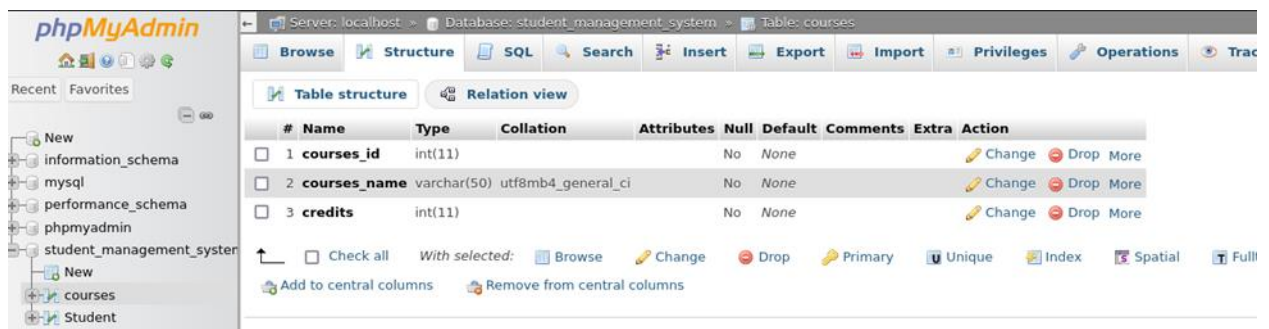 phpMyAdmin
Recent Favorites
New
information_schema
mysql
performance_schema
phpmyadmin
student_management_system
New
courses
Student
Server: localhost » Database: student_management_system » Table: courses
Browse Structure SQL Search Insert Export Import Privileges Operations Trac
Table structure Relation view
# Name Type Collation Attributes Null Default Comments Extra Action
1 courses_id int(11) No None Change Drop More
2 courses_name varchar(50) utf8mb4_general_ci No None Change Drop More
3 credits int(11) No None Change Drop More
Check all With selected: Browse Change Drop Primary Unique Index Spatial Fullt
Add to central columns Remove from central columns